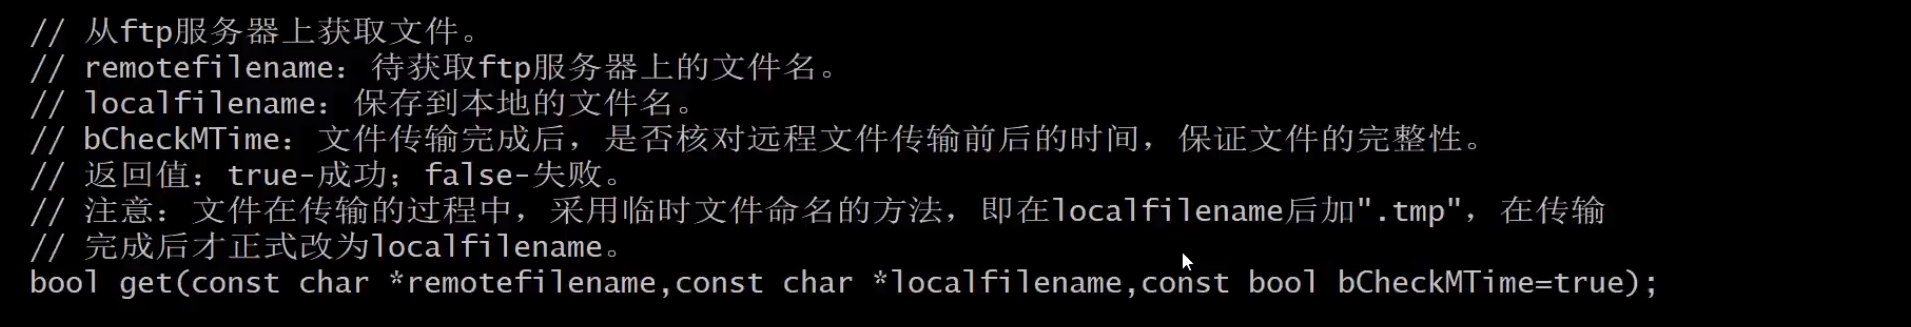 // 从ftp服务器上获取文件。
// remotefilename：待获取ftp服务器上的文件名。
// localfilename：保存到本地的文件名。
// bCheckMTime：文件传输完成后，是否核对远程文件传输前后的时间，保证文件的完整性。
// 返回值：true-成功；false-失败。
// 注意：文件在传输的过程中，采用临时文件命名的方法，即在localfilename后加".tmp"，在传输
// 完成后才正式改为localfilename。
bool get(const char *remotefilename,const char *localfilename,const bool bCheckMTime=true);